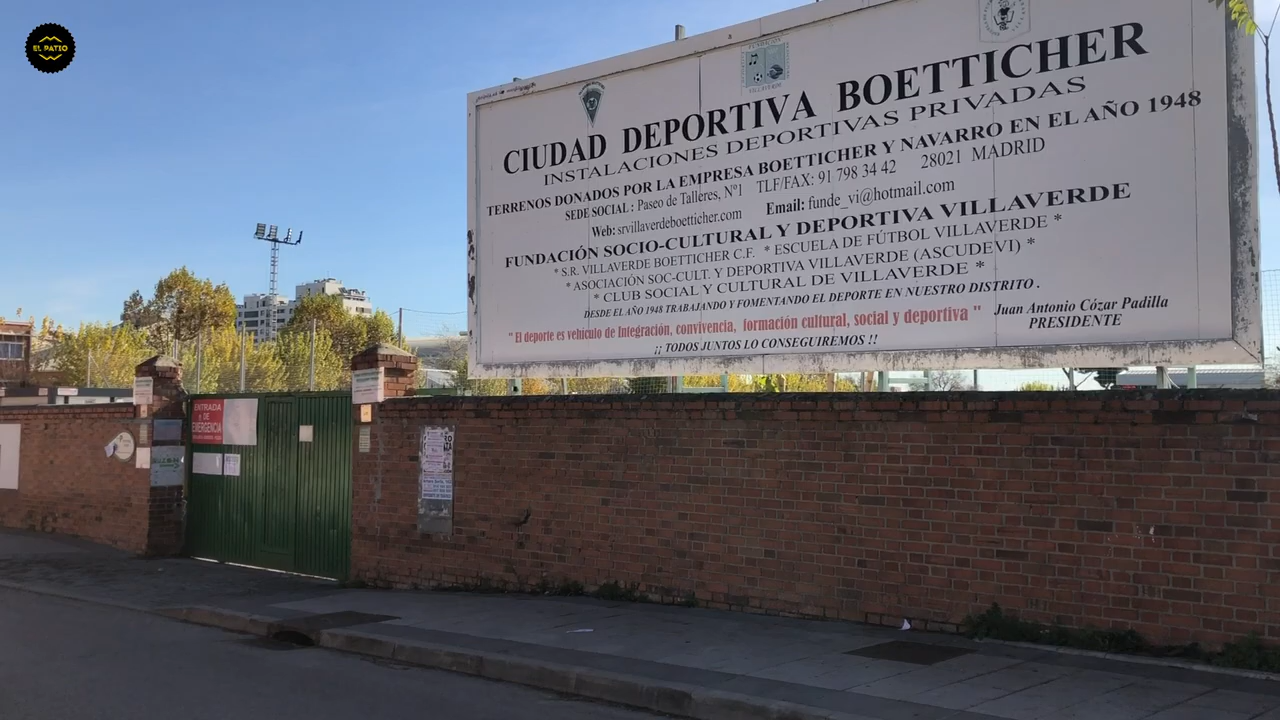 EL PATIO
FUNDACIÓN
VILLAVERDE
CIUDAD DEPORTIVA BOETTICHER
INSTALACIONES DEPORTIVAS PRIVADAS
TERRENOS DONADOS POR LA EMPRESA BOETTICHER Y NAVARRO EN EL AÑO 1948
SEDE SOCIAL : Paseo de Talleres, Nº1 TLF/FAX: 91 798 34 42 28021 MADRID
Web: srvillaverdeboetticher.com Email: funde_vi@hotmail.com
FUNDACIÓN SOCIO-CULTURAL Y DEPORTIVA VILLAVERDE
* S.R. VILLAVERDE BOETTICHER C.F. * ESCUELA DE FÚTBOL VILLAVERDE *
* ASOCIACIÓN SOC-CULT. Y DEPORTIVA VILLAVERDE (ASCUDEVI) *
* CLUB SOCIAL Y CULTURAL DE VILLAVERDE *
DESDE EL AÑO 1948 TRABAJANDO Y FOMENTANDO EL DEPORTE EN NUESTRO DISTRITO .
" El deporte es vehículo de Integración, convivencia, formación cultural, social y deportiva "
Juan Antonio Cózar Padilla
PRESIDENTE
¡¡ TODOS JUNTOS LO CONSEGUIREMOS !!
ENTRADA
DE
EMERGENCIA